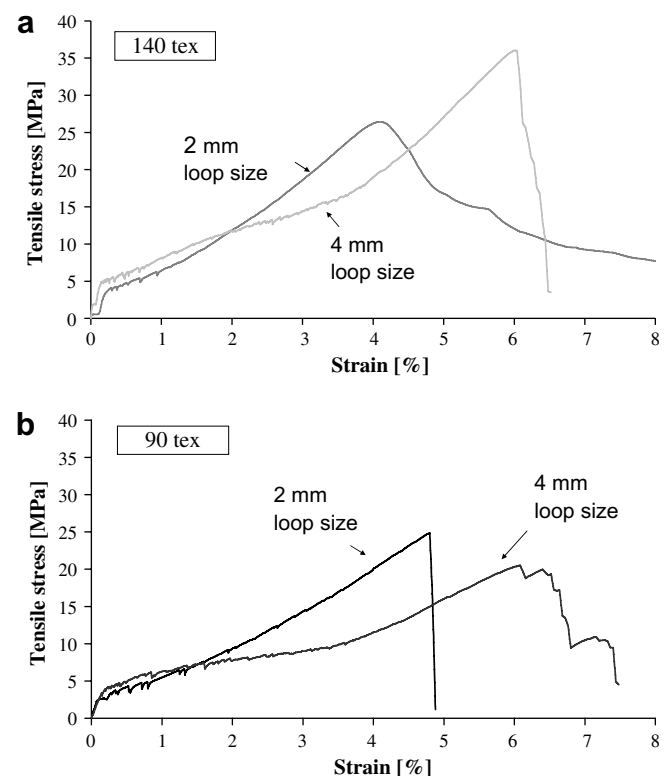 a
140 tex
40
35
30
25
20
15
10
5
0
Tensile stress [MPa]
2 mm
loop size
4 mm
loop size
0 1 2 3 4 5 6 7 8
Strain [%]
b
90 tex
40
35
30
25
20
15
10
5
0
Tensile stress [MPa]
2 mm
loop size
4 mm
loop size
0 1 2 3 4 5 6 7 8
Strain [%]